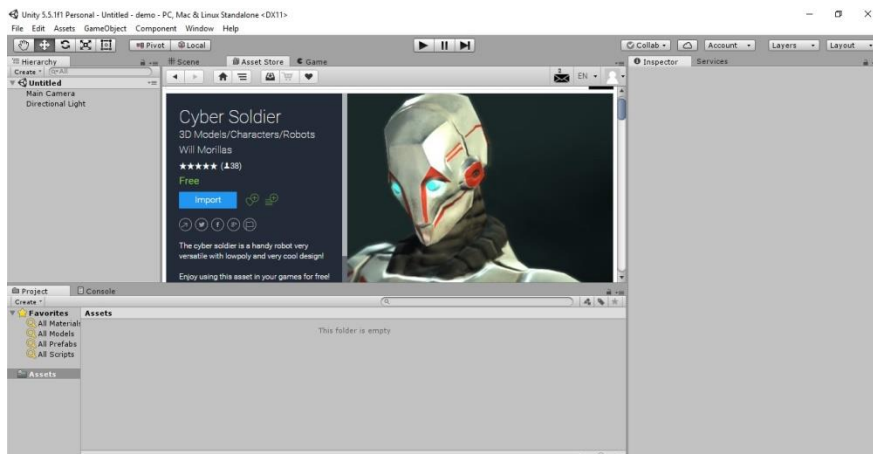 Unity 5.5.1f1 Personal - Untitled - demo - PC, Mac & Linux Standalone <DX11>
File Edit Assets GameObject Component Window Help
Pivot Local Collab Account Layers Layout
Hierarchy Scene Asset Store Game Inspector Services
Create All
Untitled
Main Camera
Directional Light
EN
Cyber Soldier
3D Models/Characters/Robots
Will Morillas
★★★★★ (38)
Free
Import
The cyber soldier is a handy robot very
versatile with lowpoly and very cool design!
Enjoy using this asset in your games for free!
Project Console
Create
Favorites
All Materials
All Models
All Prefabs
All Scripts
Assets
Assets
This folder is empty